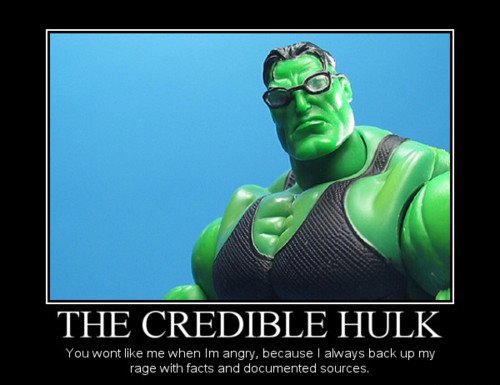 THE CREDIBLE HULK
You wont like me when Im angry, because I always back up my
rage with facts and documented sources.